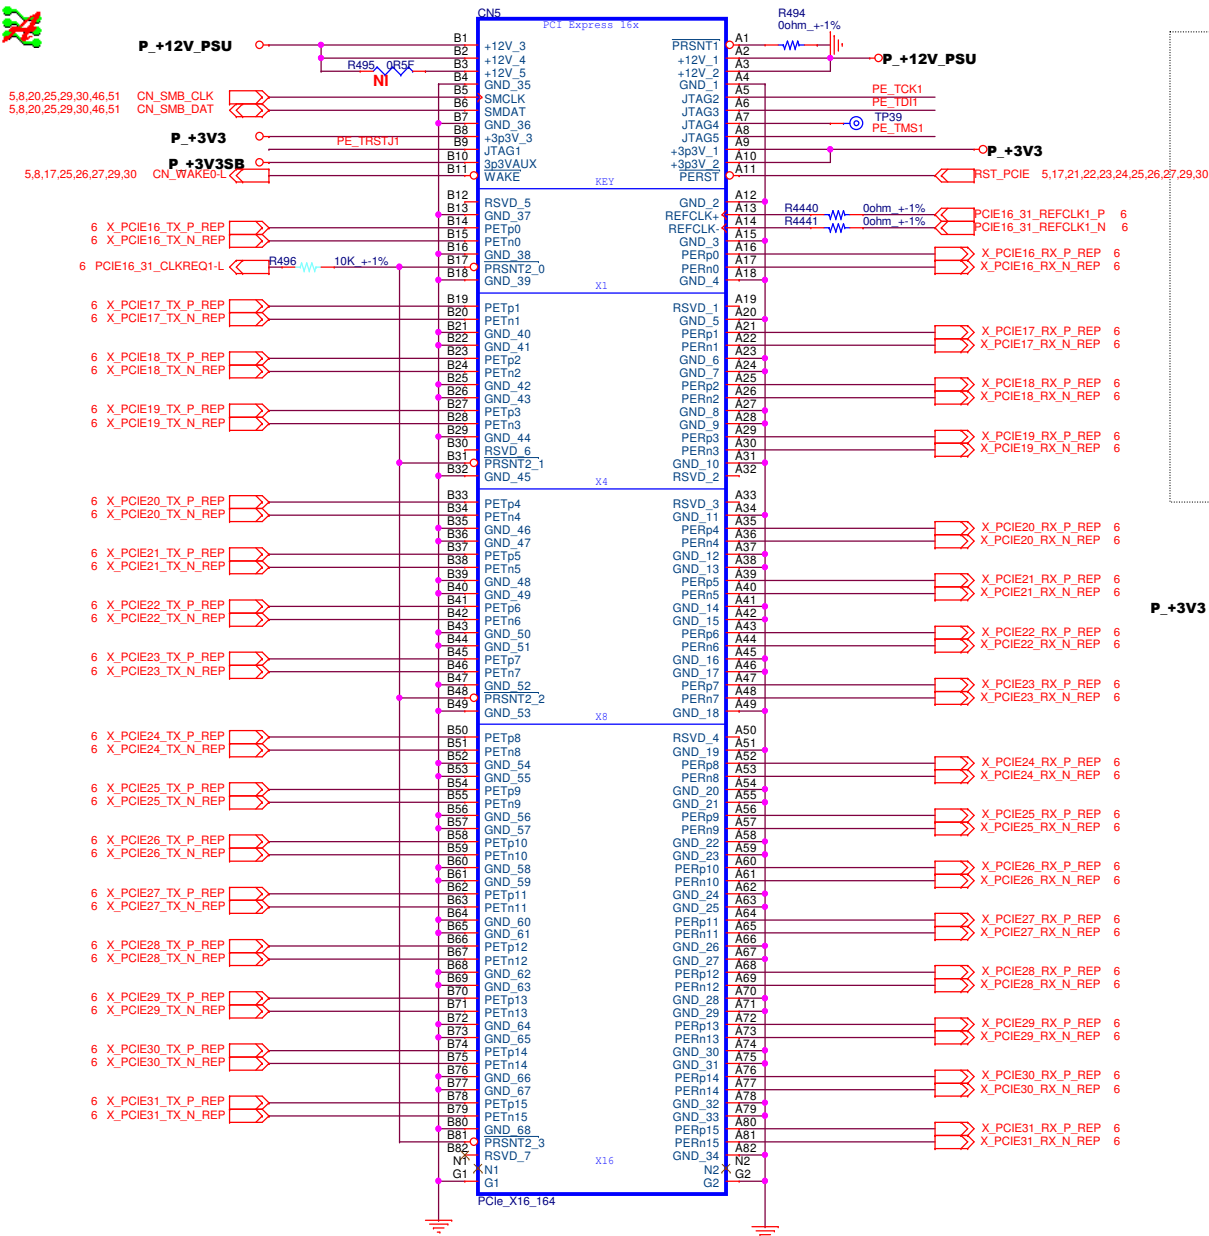 CN5
PCI Express 16x
R494
0ohm_+-1%
P_+12V_PSU
B1 +12V_3 PRSNT1 A1
B2 +12V_4 +12V_1 A2 P_+12V_PSU
R495 0R5F B3 +12V_5 +12V_2 A3
NI
B4 GND_35 GND_1 A4
5,8,20,25,29,30,46,51 CN_SMB_CLK B5 SMCLK JTAG2 A5 PE_TCK1
5,8,20,25,29,30,46,51 CN_SMB_DAT B6 SMDAT JTAG3 A6 PE_TDI1
B7 GND_36 JTAG4 A7 TP39
P_+3V3 B8 +3p3V_3 JTAG5 A8 PE_TMS1
PE_TRSTJ1 B9 JTAG1 +3p3V_1 A9 P_+3V3
P_+3V3SB B10 3p3VAUX +3p3V_2 A10
5,8,17,25,26,27,29,30 CN_WAKE0-L B11 WAKE PERST A11 RST_PCIE 5,17,21,22,23,24,25,26,27,29,30
KEY
B12 RSVD_5 GND_2 A12
B13 GND_37 REFCLK+ A13 R4440 0ohm_+-1% PCIE16_31_REFCLK1_P 6
6 X_PCIE16_TX_P_REP B14 PETp0 REFCLK- A14 R4441 0ohm_+-1% PCIE16_31_REFCLK1_N 6
6 X_PCIE16_TX_N_REP B15 PETn0 GND_3 A15
B16 GND_38 PERp0 A16 X_PCIE16_RX_P_REP 6
6 PCIE16_31_CLKREQ1-L R496 10K_+-1% B17 PRSNT2_0 PERn0 A17 X_PCIE16_RX_N_REP 6
B18 GND_39 GND_4 A18
X1
6 X_PCIE17_TX_P_REP B19 PETp1 RSVD_1 A19
6 X_PCIE17_TX_N_REP B20 PETn1 GND_5 A20
B21 GND_40 PERp1 A21 X_PCIE17_RX_P_REP 6
B22 GND_41 PERn1 A22 X_PCIE17_RX_N_REP 6
6 X_PCIE18_TX_P_REP B23 PETp2 GND_6 A23
6 X_PCIE18_TX_N_REP B24 PETn2 GND_7 A24
B25 GND_42 PERp2 A25 X_PCIE18_RX_P_REP 6
B26 GND_43 PERn2 A26 X_PCIE18_RX_N_REP 6
6 X_PCIE19_TX_P_REP B27 PETp3 GND_8 A27
6 X_PCIE19_TX_N_REP B28 PETn3 GND_9 A28
B29 GND_44 PERp3 A29 X_PCIE19_RX_P_REP 6
B30 RSVD_6 PERn3 A30 X_PCIE19_RX_N_REP 6
B31 PRSNT2_1 GND_10 A31
B32 GND_45 RSVD_2 A32
X4
6 X_PCIE20_TX_P_REP B33 PETp4 RSVD_3 A33
6 X_PCIE20_TX_N_REP B34 PETn4 GND_11 A34
B35 GND_46 PERp4 A35 X_PCIE20_RX_P_REP 6
B36 GND_47 PERn4 A36 X_PCIE20_RX_N_REP 6
6 X_PCIE21_TX_P_REP B37 PETp5 GND_12 A37
6 X_PCIE21_TX_N_REP B38 PETn5 GND_13 A38
B39 GND_48 PERp5 A39 X_PCIE21_RX_P_REP 6
B40 GND_49 PERn5 A40 X_PCIE21_RX_N_REP 6
6 X_PCIE22_TX_P_REP B41 PETp6 GND_14 A41 P_+3V3
6 X_PCIE22_TX_N_REP B42 PETn6 GND_15 A42
B43 GND_50 PERp6 A43 X_PCIE22_RX_P_REP 6
B44 GND_51 PERn6 A44 X_PCIE22_RX_N_REP 6
6 X_PCIE23_TX_P_REP B45 PETp7 GND_16 A45
6 X_PCIE23_TX_N_REP B46 PETn7 GND_17 A46
B47 GND_52 PERp7 A47 X_PCIE23_RX_P_REP 6
B48 PRSNT2_2 PERn7 A48 X_PCIE23_RX_N_REP 6
B49 GND_53 GND_18 A49
X8
6 X_PCIE24_TX_P_REP B50 PETp8 RSVD_4 A50
6 X_PCIE24_TX_N_REP B51 PETn8 GND_19 A51
B52 GND_54 PERp8 A52 X_PCIE24_RX_P_REP 6
B53 GND_55 PERn8 A53 X_PCIE24_RX_N_REP 6
6 X_PCIE25_TX_P_REP B54 PETp9 GND_20 A54
6 X_PCIE25_TX_N_REP B55 PETn9 GND_21 A55
B56 GND_56 PERp9 A56 X_PCIE25_RX_P_REP 6
B57 GND_57 PERn9 A57 X_PCIE25_RX_N_REP 6
6 X_PCIE26_TX_P_REP B58 PETp10 GND_22 A58
6 X_PCIE26_TX_N_REP B59 PETn10 GND_23 A59
B60 GND_58 PERp10 A60 X_PCIE26_RX_P_REP 6
B61 GND_59 PERn10 A61 X_PCIE26_RX_N_REP 6
6 X_PCIE27_TX_P_REP B62 PETp11 GND_24 A62
6 X_PCIE27_TX_N_REP B63 PETn11 GND_25 A63
B64 GND_60 PERp11 A64 X_PCIE27_RX_P_REP 6
B65 GND_61 PERn11 A65 X_PCIE27_RX_N_REP 6
6 X_PCIE28_TX_P_REP B66 PETp12 GND_26 A66
6 X_PCIE28_TX_N_REP B67 PETn12 GND_27 A67
B68 GND_62 PERp12 A68 X_PCIE28_RX_P_REP 6
B69 GND_63 PERn12 A69 X_PCIE28_RX_N_REP 6
6 X_PCIE29_TX_P_REP B70 PETp13 GND_28 A70
6 X_PCIE29_TX_N_REP B71 PETn13 GND_29 A71
B72 GND_64 PERp13 A72 X_PCIE29_RX_P_REP 6
B73 GND_65 PERn13 A73 X_PCIE29_RX_N_REP 6
6 X_PCIE30_TX_P_REP B74 PETp14 GND_30 A74
6 X_PCIE30_TX_N_REP B75 PETn14 GND_31 A75
B76 GND_66 PERp14 A76 X_PCIE30_RX_P_REP 6
B77 GND_67 PERn14 A77 X_PCIE30_RX_N_REP 6
6 X_PCIE31_TX_P_REP B78 PETp15 GND_32 A78
6 X_PCIE31_TX_N_REP B79 PETn15 GND_33 A79
B80 GND_68 PERp15 A80 X_PCIE31_RX_P_REP 6
B81 PRSNT2_3 PERn15 A81 X_PCIE31_RX_N_REP 6
B82 RSVD_7 GND_34 A82
X16
N1 N1 N2 N2
G1 G1 G2 G2
PCIe_X16_164